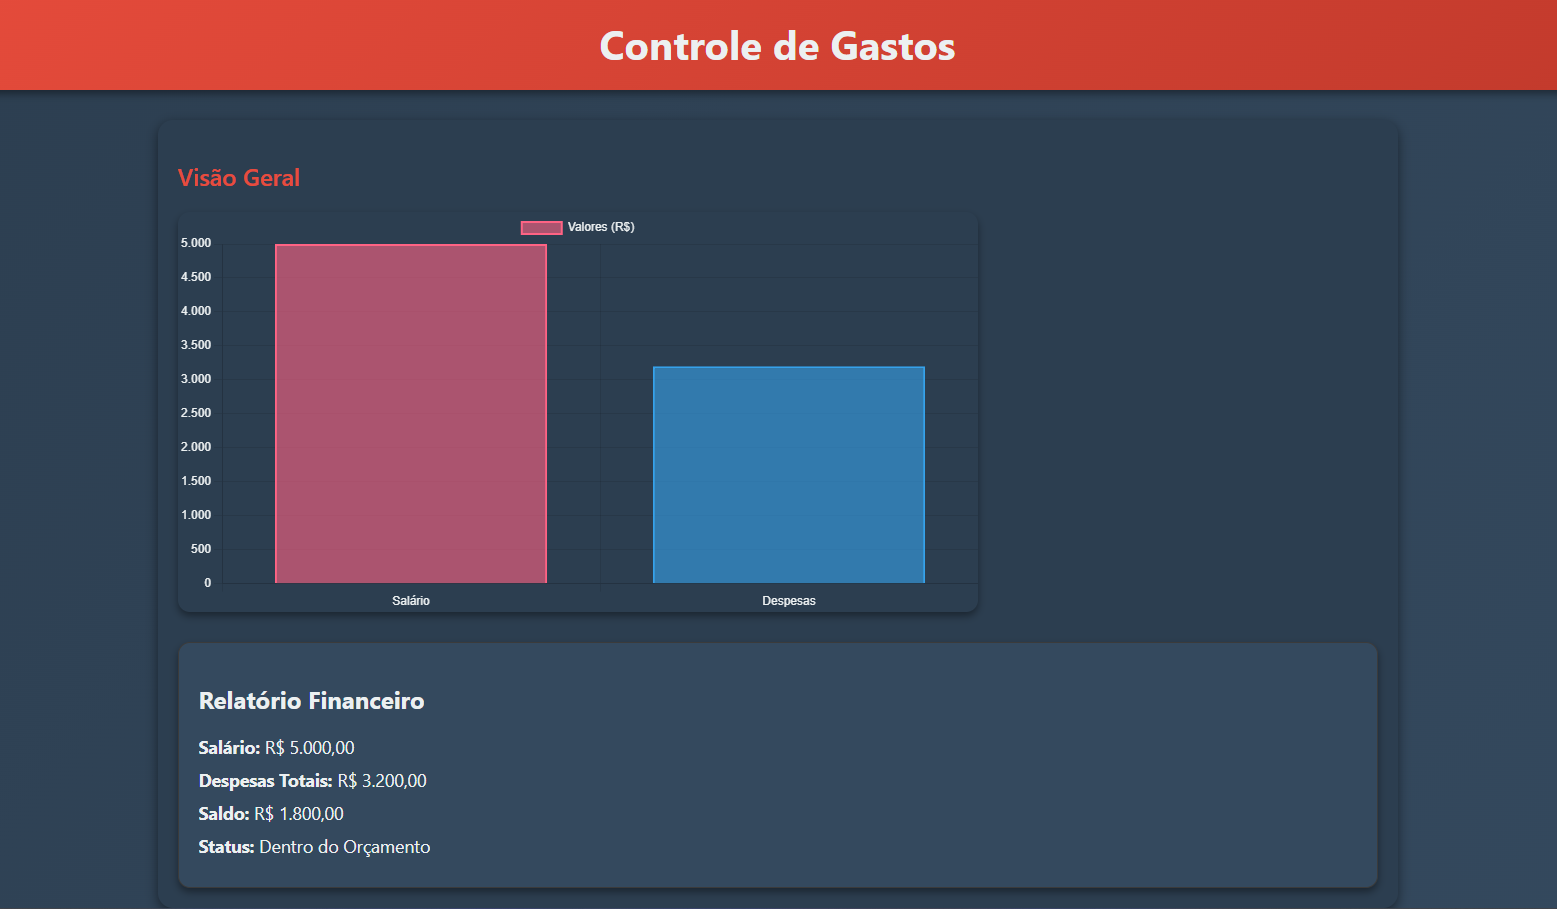 Controle de Gastos
Visão Geral
Valores (R$)
5.000
4.500
4.000
3.500
3.000
2.500
2.000
1.500
1.000
500
0
Salário
Despesas
Relatório Financeiro
Salário: R$ 5.000,00
Despesas Totais: R$ 3.200,00
Saldo: R$ 1.800,00
Status: Dentro do Orçamento